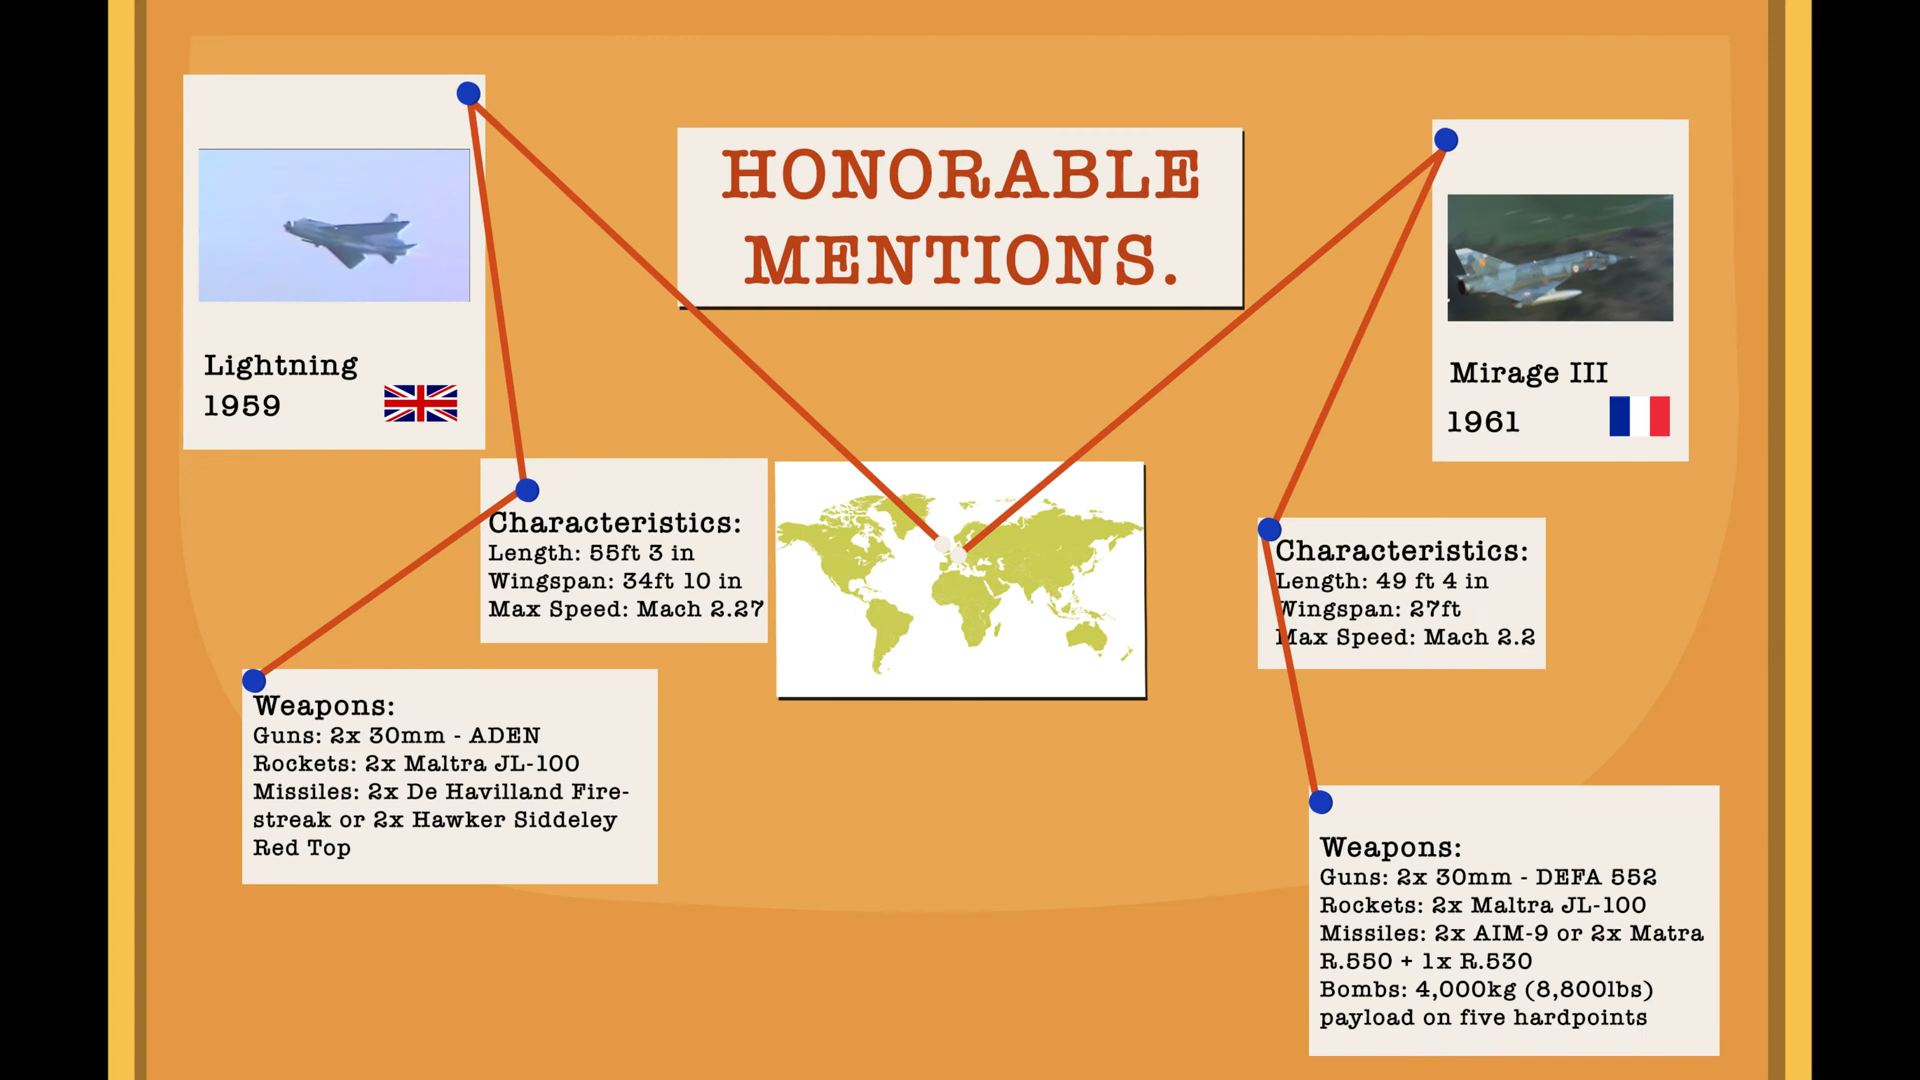 HONORABLE
MENTIONS.
Lightning
1959
Characteristics:
Length: 55ft 3 in
Wingspan: 34ft 10 in
Max Speed: Mach 2.27
Weapons:
Guns: 2x 30mm - ADEN
Rockets: 2x Maltra JL-100
Missiles: 2x De Havilland Fire-
streak or 2x Hawker Siddeley
Red Top
Mirage III
1961
Characteristics:
Length: 49 ft 4 in
Wingspan: 27ft
Max Speed: Mach 2.2
Weapons:
Guns: 2x 30mm - DEFA 552
Rockets: 2x Maltra JL-100
Missiles: 2x AIM-9 or 2x Matra
R.550 + 1x R.530
Bombs: 4,000kg (8,800lbs)
payload on five hardpoints